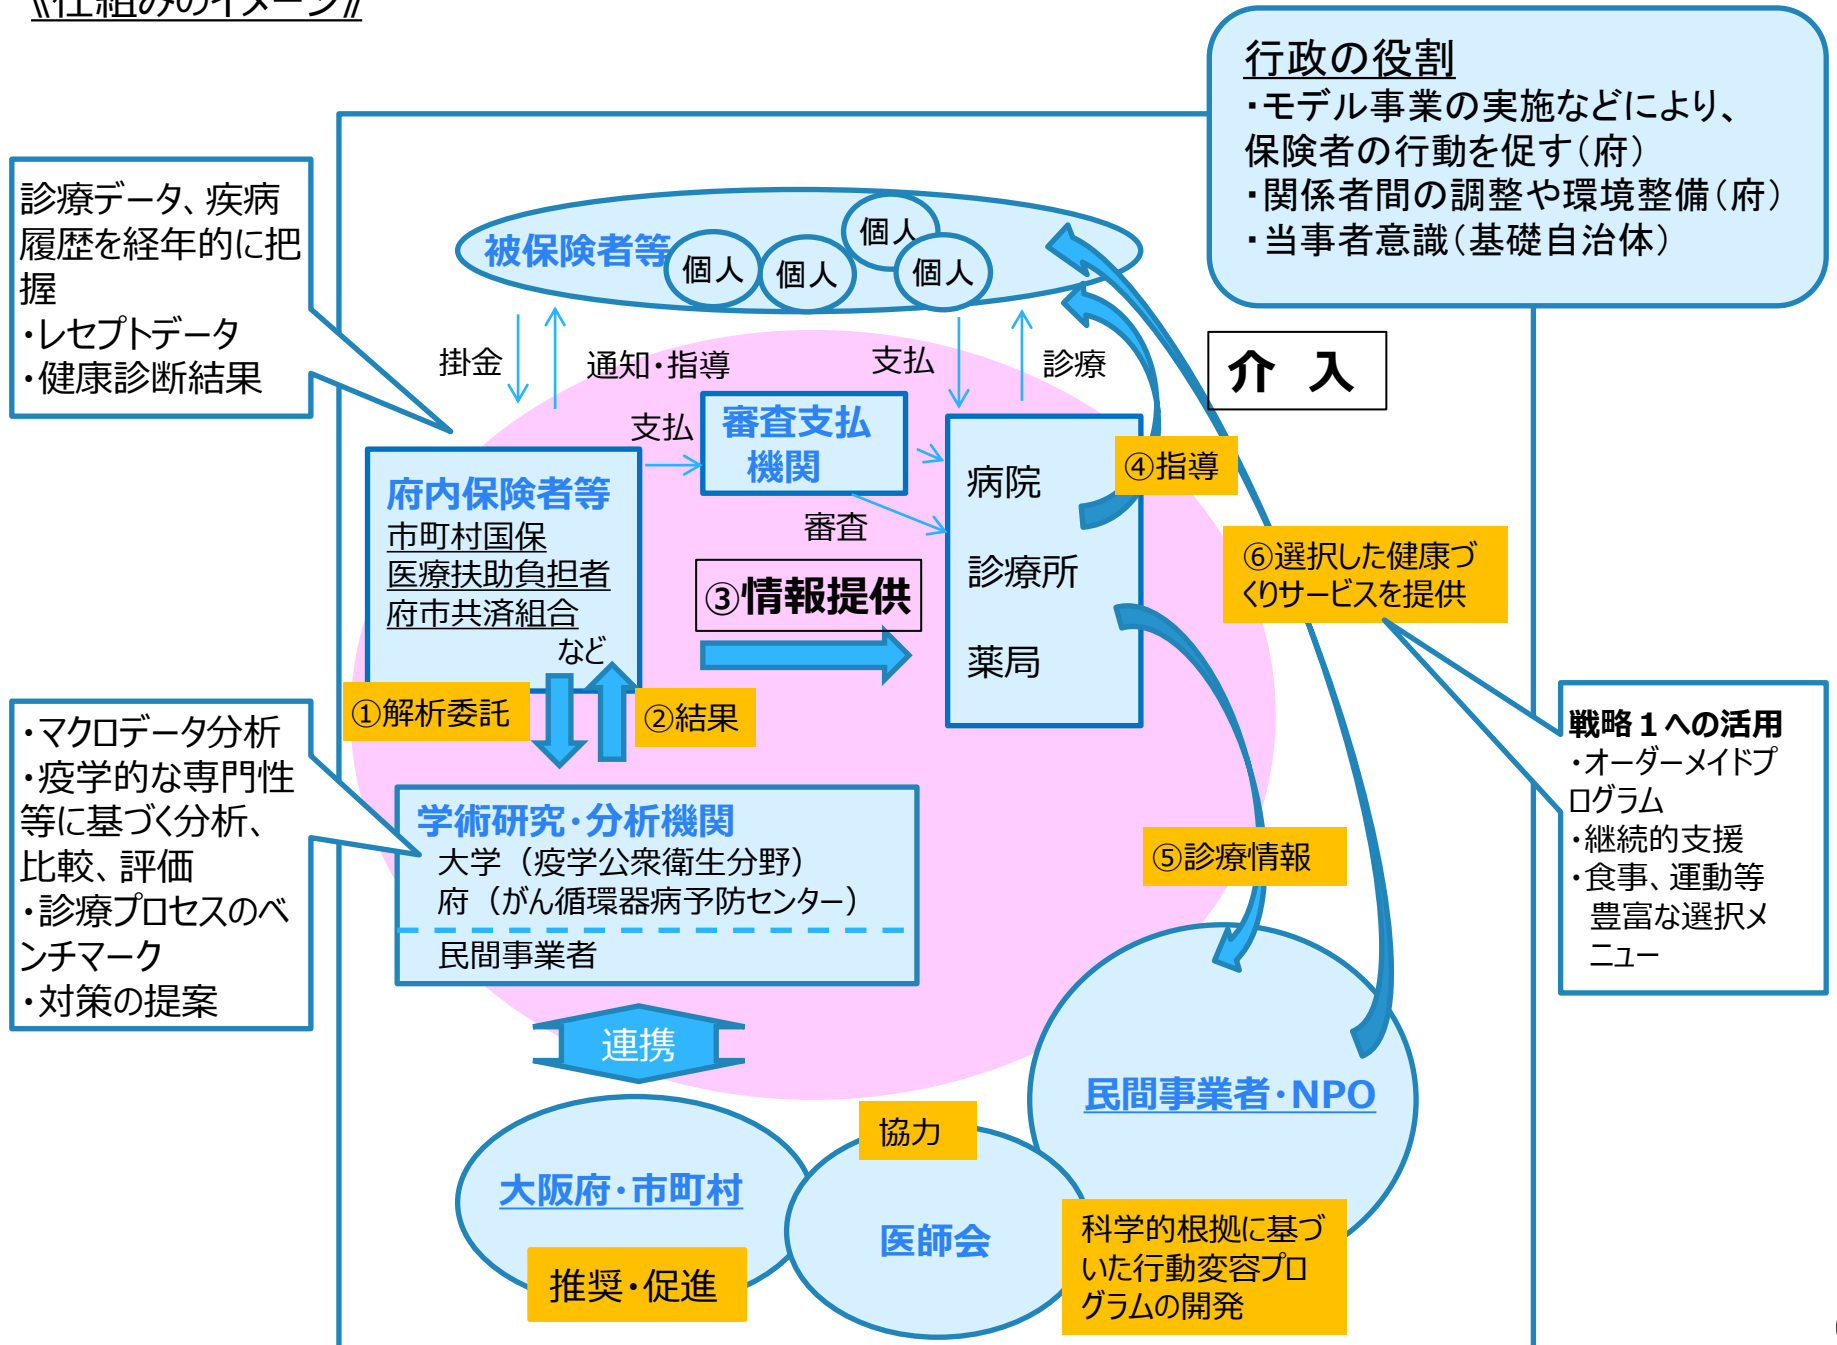 《仕組みのイメージ》
行政の役割
・モデル事業の実施などにより、
保険者の行動を促す（府）
・関係者間の調整や環境整備（府）
・当事者意識（基礎自治体）
診療データ、疾病
履歴を経年的に把
握
・レセプトデータ
・健康診断結果
被保険者等
個人
個人
個人
個人
掛金
通知・指導
支払
診療
介 入
支払
審査支払
機関
審査
府内保険者等
市町村国保
医療扶助負担者
府市共済組合
など
③情報提供
病院
診療所
薬局
④指導
⑥選択した健康づ
くりサービスを提供
①解析委託
②結果
・マクロデータ分析
・疫学的な専門性
等に基づく分析、
比較、評価
・診療プロセスのベ
ンチマーク
・対策の提案
戦略１への活用
・オーダーメイドプ
ログラム
・継続的支援
・食事、運動等
豊富な選択メ
ニュー
学術研究・分析機関
大学（疫学公衆衛生分野）
府（がん循環器病予防センター）
民間事業者
⑤診療情報
連携
民間事業者・NPO
協力
大阪府・市町村
医師会
推奨・促進
科学的根拠に基づ
いた行動変容プロ
グラムの開発